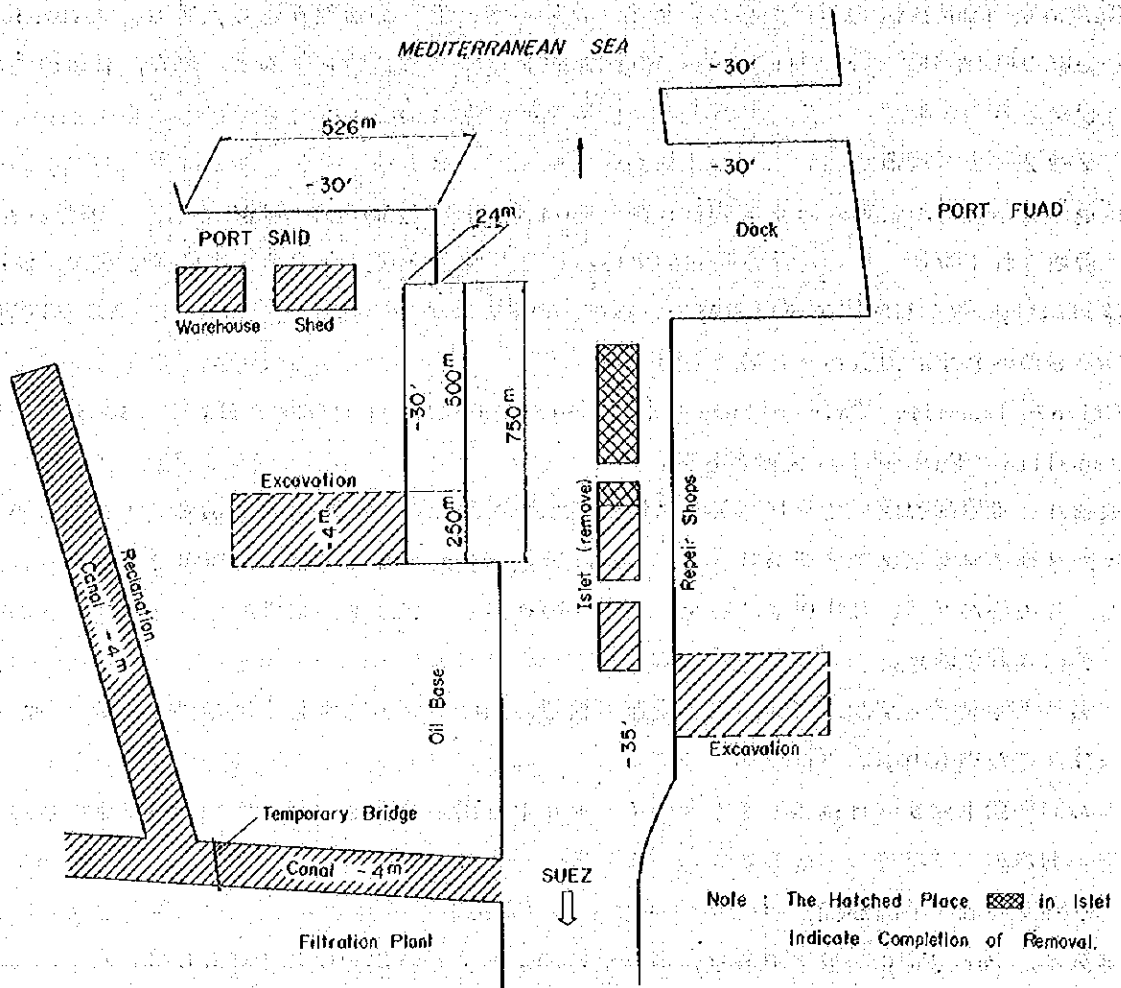 MEDITERRANEAN SEA
-30'
526m
-30'
-30'
24m
PORT SAID
Dock
PORT FUAD
Warehouse
Shed
-30'
500m
750m
Excavation
-4m
250m
Islet (remove)
Repair Shops
Reclanation
Canal -4m
Oil Base
-35'
Excavation
Temporary Bridge
Canal -4m
SUEZ
Filtration Plant
Note : The Hatched Place in Islet
Indicate Completion of Removal.